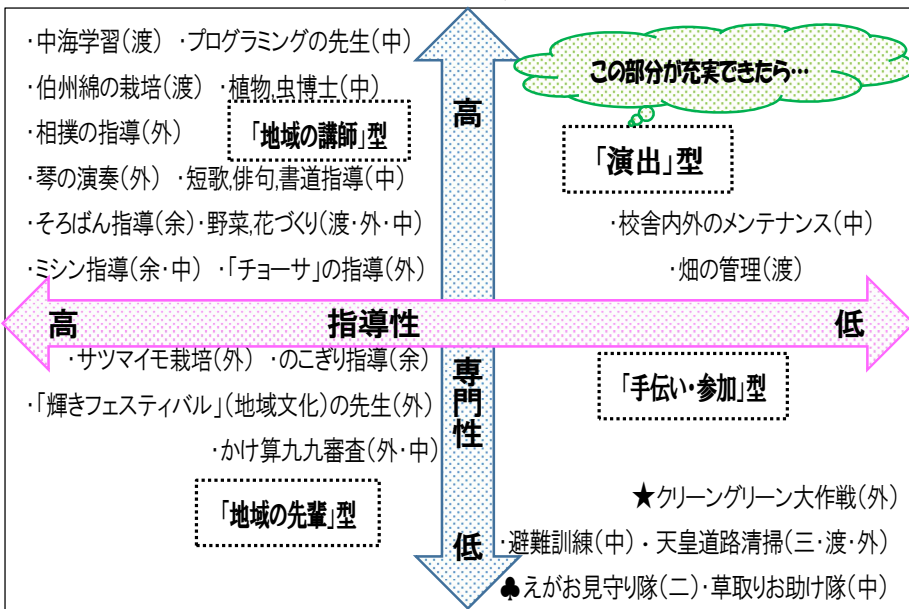 ・中海学習(渡) ・プログラミングの先生(中)
・伯州綿の栽培(渡) ・植物,虫博士(中)
・相撲の指導(外)
「地域の講師」型
・琴の演奏(外) ・短歌,俳句,書道指導(中)
・そろばん指導(余)・野菜,花づくり(渡・外・中)
・ミシン指導(余・中) ・「チョーサ」の指導(外)
高
この部分が充実できたら…
「演出」型
・校舎内外のメンテナンス(中)
・畑の管理(渡)
高 指導性 低
・サツマイモ栽培(外) ・のこぎり指導(余)
・「輝きフェスティバル」(地域文化)の先生(外)
・かけ算九九審査(外・中)
「地域の先輩」型
専門性
低
「手伝い・参加」型
★クリーングリーン大作戦(外)
・避難訓練(中)・天皇道路清掃(三・渡・外)
♣えがお見守り隊(二)・草取りお助け隊(中)